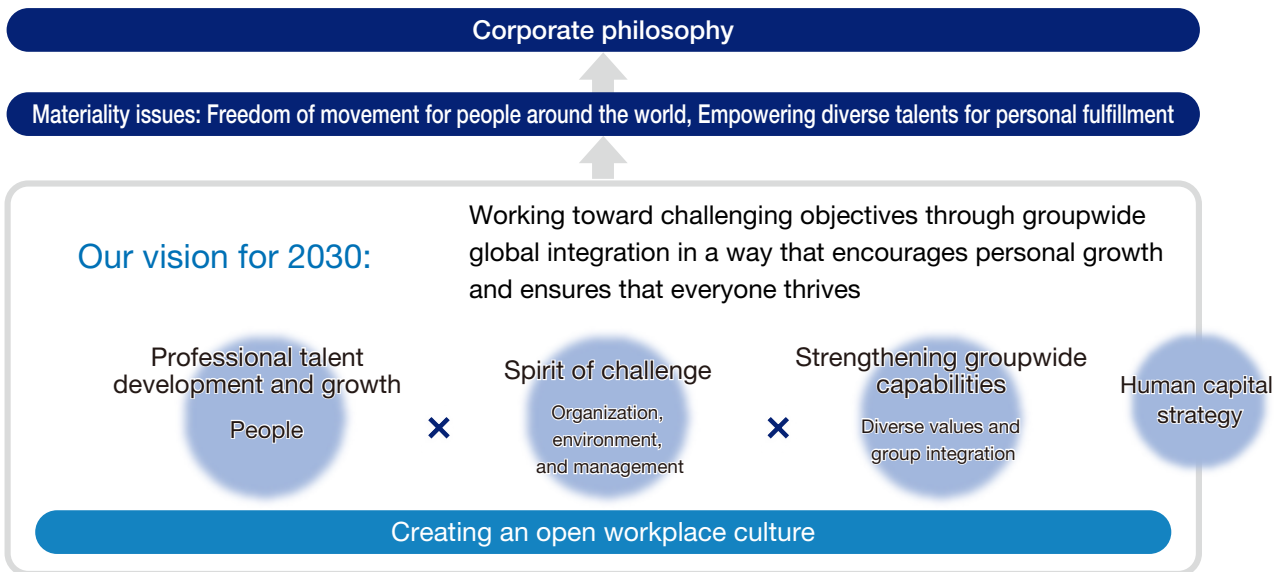 Corporate philosophy
Materiality issues: Freedom of movement for people around the world, Empowering diverse talents for personal fulfillment
Our vision for 2030:
Working toward challenging objectives through groupwide
global integration in a way that encourages personal growth
and ensures that everyone thrives
Professional talent
development and growth
People
×
Spirit of challenge
Organization,
environment,
and management
×
Strengthening groupwide
capabilities
Diverse values and
group integration
Human capital
strategy
Creating an open workplace culture